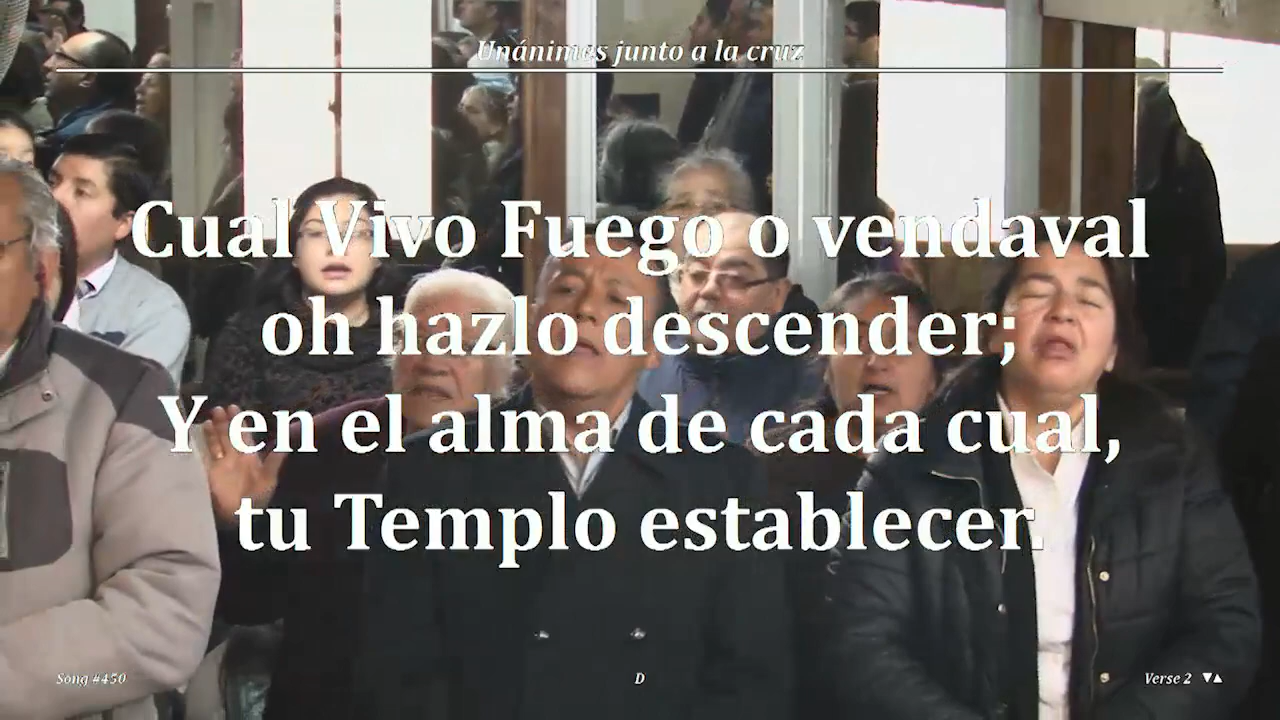 Unánimes junto a la cruz
Cual Vivo Fuego o vendaval
oh hazlo descender;
Y en el alma de cada cual,
tu Templo establecer.
Song #450
D
Verse 2 ▼▲